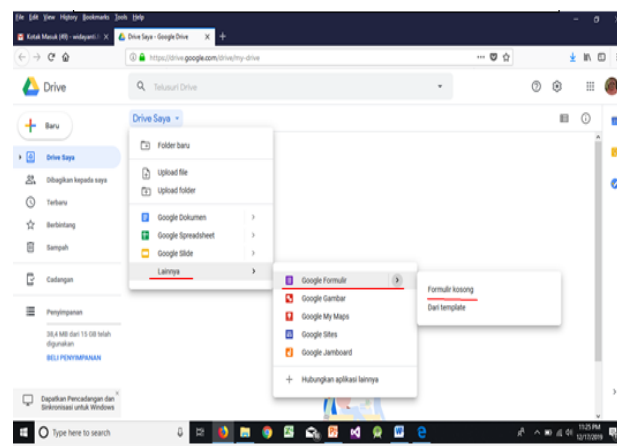 File Edit View History Bookmarks Tools Help
Drive Saya - Google Drive
https://drive.google.com/drive/my-drive
Drive
Telusuri Drive
Baru
Drive Saya
Drive Saya
Dibagikan kepada saya
Terbaru
Berbintang
Sampah
Cadangan
Penyimpanan
38,4 MB dari 15 GB telah
digunakan
BELI PENYIMPANAN
Dapatkan Pencadangan dan
Sinkronisasi untuk Windows
Folder baru
Upload file
Upload folder
Google Dokumen
Google Spreadsheet
Google Slide
Lainnya
Google Formulir
Google Gambar
Google My Maps
Google Sites
Google Jamboard
Hubungkan aplikasi lainnya
Formulir kosong
Dari template
Type here to search
11:25 PM
12/17/2019